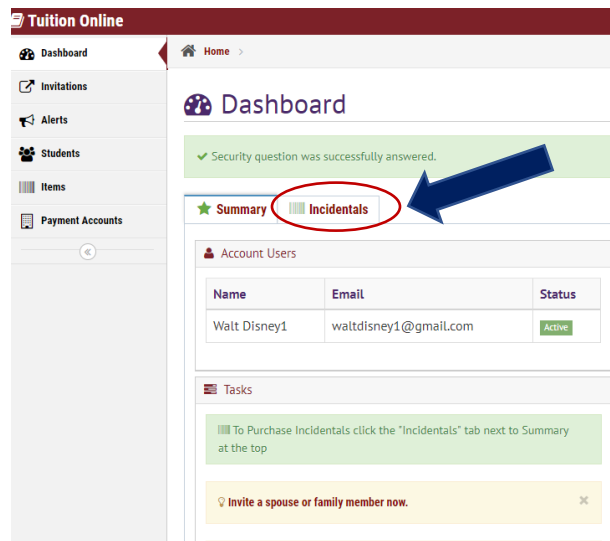 Tuition Online
Dashboard
Invitations
Alerts
Students
Items
Payment Accounts
Home
Dashboard
Security question was successfully answered.
Summary
Incidentals
Account Users
Name Email Status
Walt Disney1 waltdisney1@gmail.com Active
Tasks
To Purchase Incidentals click the "Incidentals" tab next to Summary
at the top
Invite a spouse or family member now.